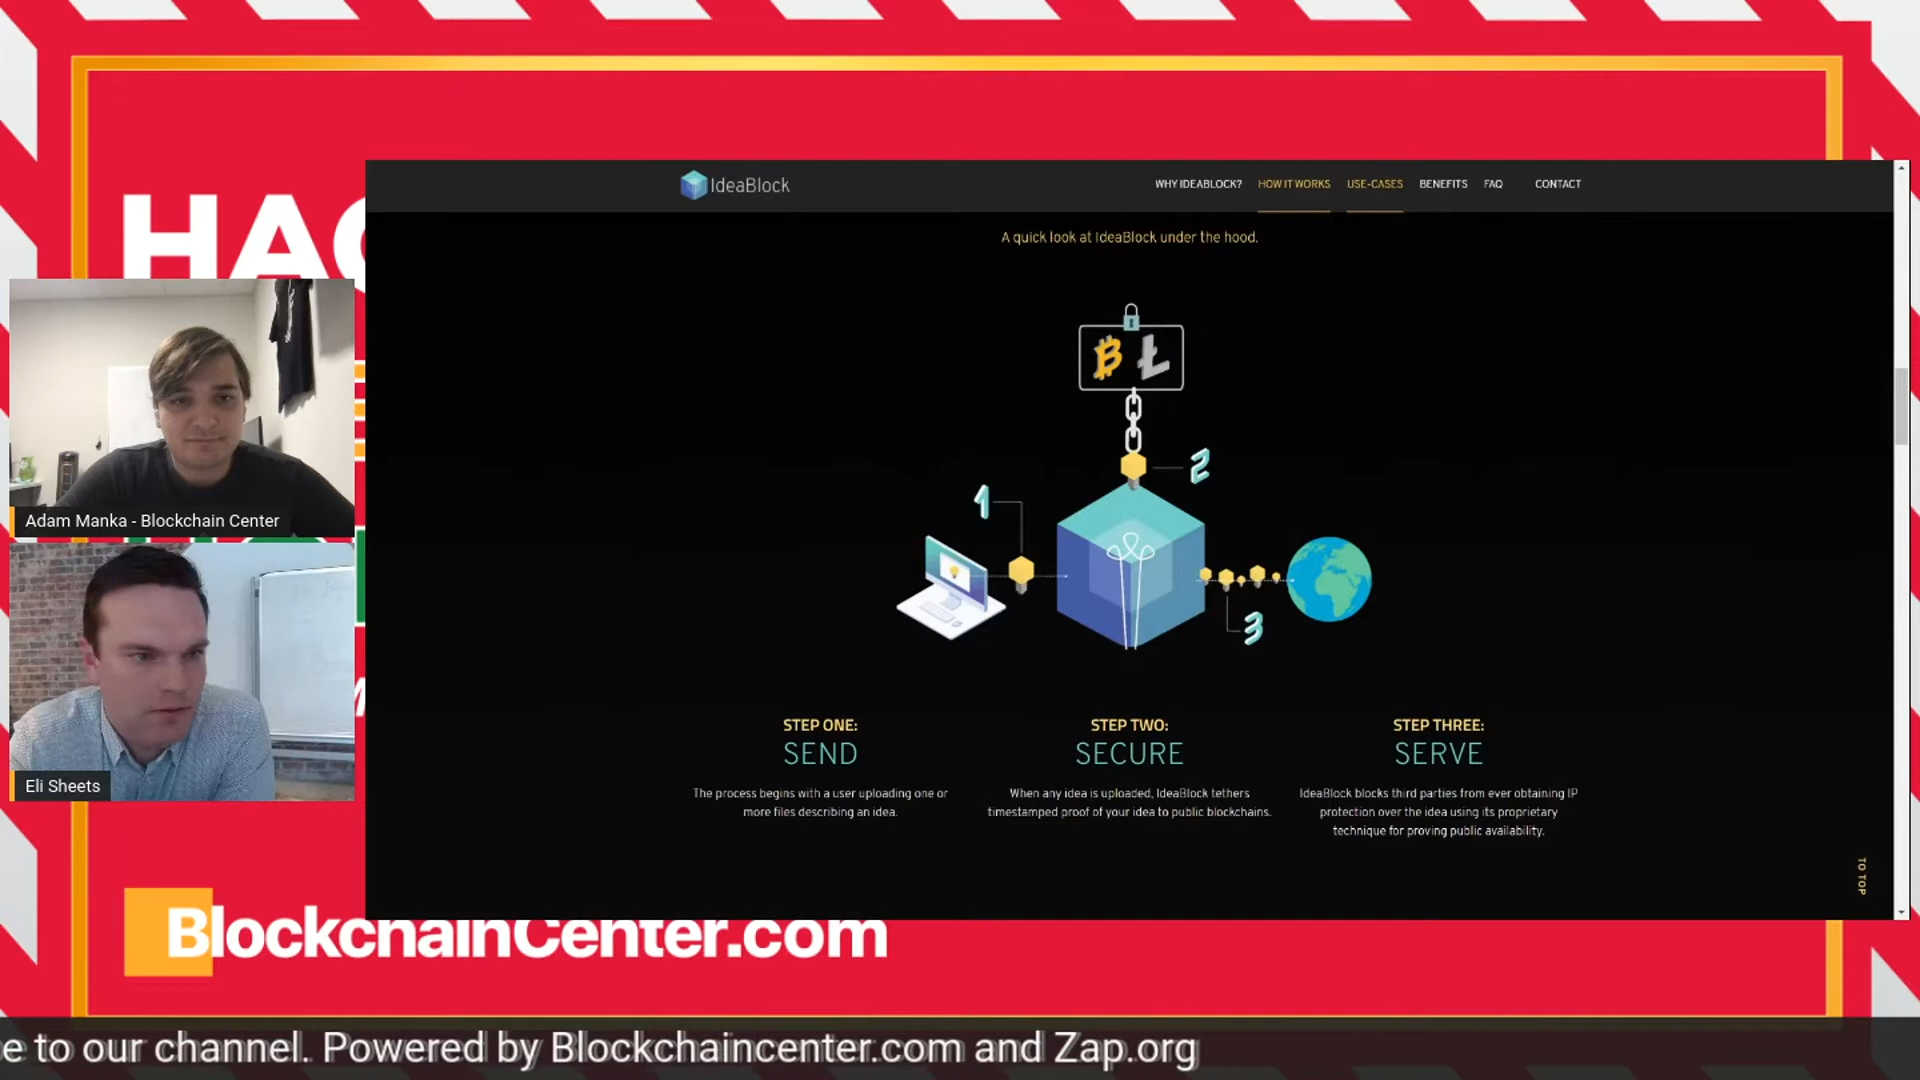 HAC
IdeaBlock
WHY IDEABLOCK? HOW IT WORKS USE-CASES BENEFITS FAQ CONTACT
A quick look at IdeaBlock under the hood.
1
2
3
Adam Manka - Blockchain Center
Eli Sheets
STEP ONE:
SEND
The process begins with a user uploading one or
more files describing an idea.
STEP TWO:
SECURE
When any idea is uploaded, IdeaBlock tethers
timestamped proof of your idea to public blockchains.
STEP THREE:
SERVE
IdeaBlock blocks third parties from ever obtaining IP
protection over the idea using its proprietary
technique for proving public availability.
TO TOP
BlockchainCenter.com
e to our channel. Powered by Blockchaincenter.com and Zap.org